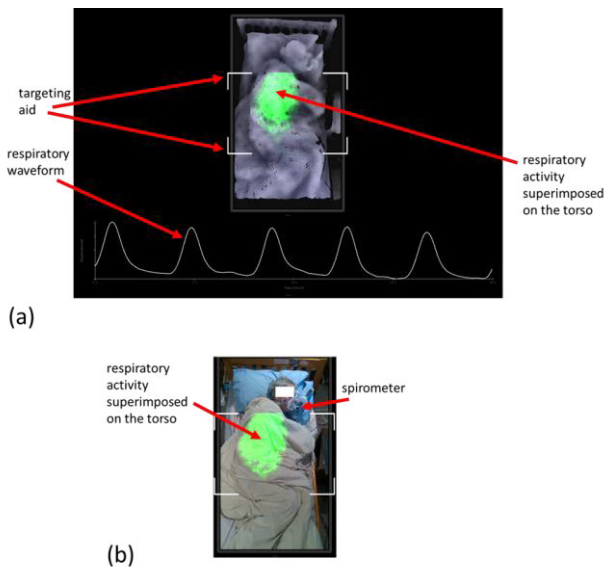 targeting
aid
respiratory
waveform
respiratory
activity
superimposed
on the torso
(a)
respiratory
activity
superimposed
on the torso
spirometer
(b)